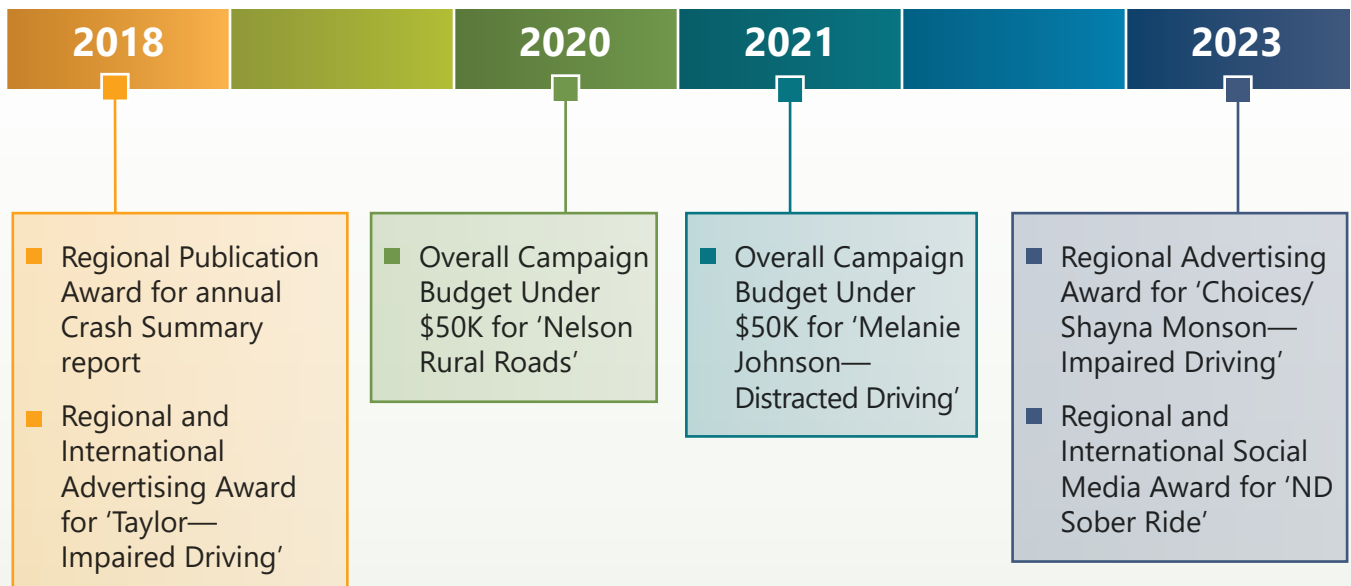 2018
2020
2021
2023
Regional Publication
Award for annual
Crash Summary
report
Regional and
International
Advertising Award
for ‘Taylor—
Impaired Driving’
Overall Campaign
Budget Under
$50K for ‘Nelson
Rural Roads’
Overall Campaign
Budget Under
$50K for ‘Melanie
Johnson—
Distracted Driving’
Regional Advertising
Award for ‘Choices/
Shayna Monson—
Impaired Driving’
Regional and
International Social
Media Award for ‘ND
Sober Ride’